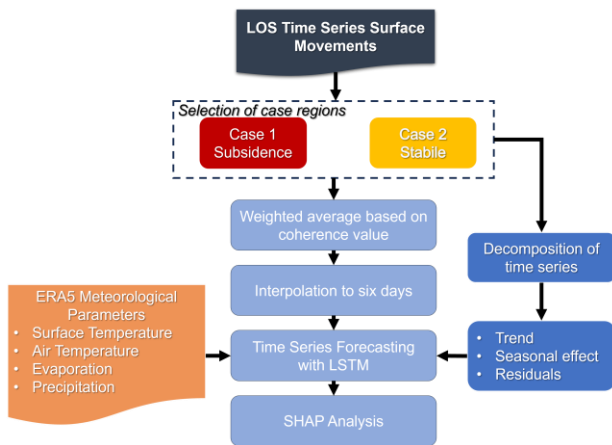 LOS Time Series Surface
Movements
Selection of case regions
Case 1
Subsidence
Case 2
Stabile
Weighted average based on
coherence value
Decomposition of
time series
Interpolation to six days
ERA5 Meteorological
Parameters
• Surface Temperature
• Air Temperature
• Evaporation
• Precipitation
Time Series Forecasting
with LSTM
• Trend
• Seasonal effect
• Residuals
SHAP Analysis